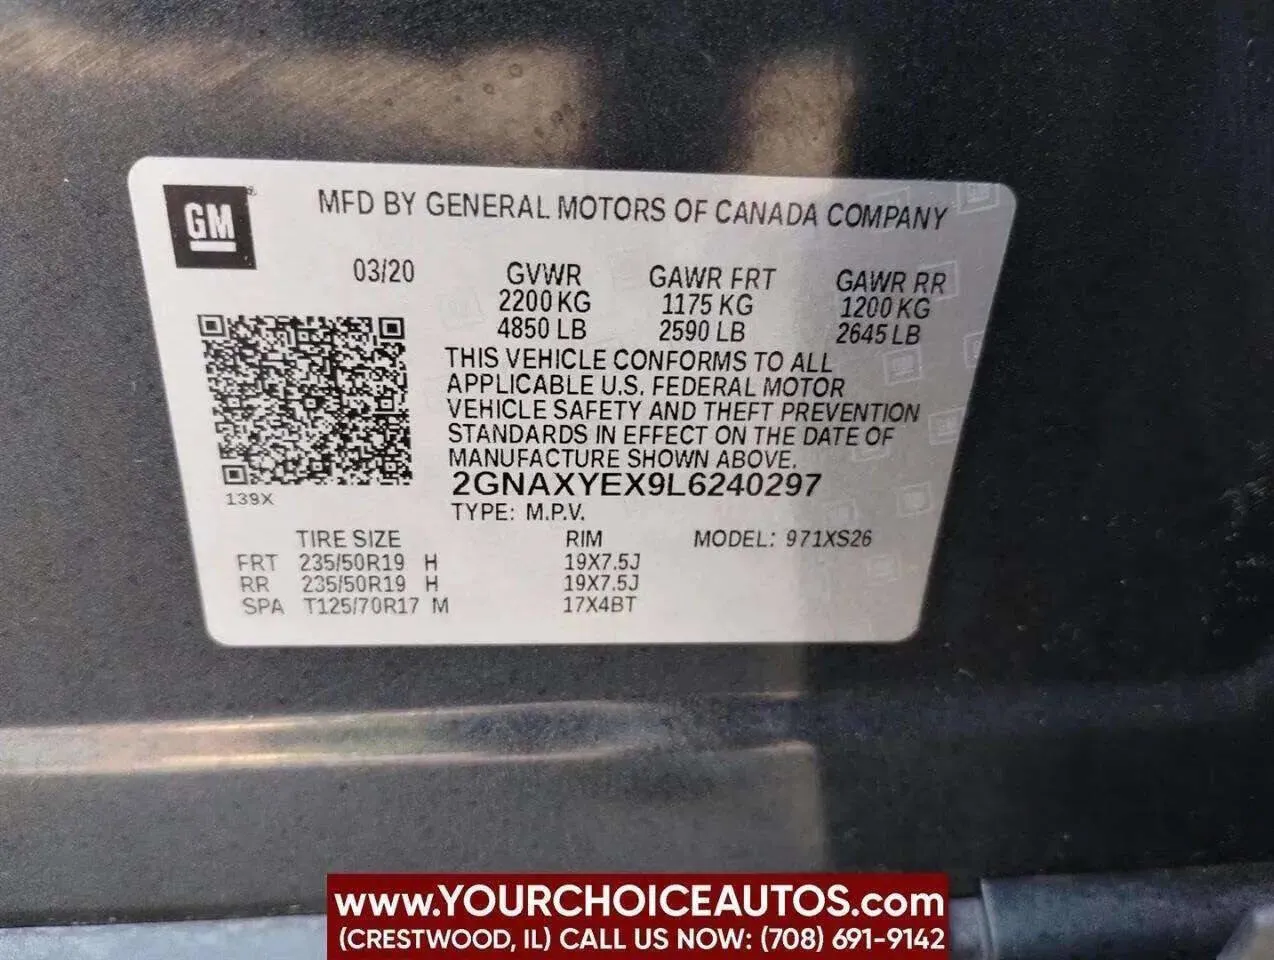 GM
MFD BY GENERAL MOTORS OF CANADA COMPANY
03/20 GVWR GAWR FRT GAWR RR
2200 KG 1175 KG 1200 KG
4850 LB 2590 LB 2645 LB
THIS VEHICLE CONFORMS TO ALL
APPLICABLE U.S. FEDERAL MOTOR
VEHICLE SAFETY AND THEFT PREVENTION
STANDARDS IN EFFECT ON THE DATE OF
MANUFACTURE SHOWN ABOVE.
2GNAXYEX9L6240297
139X
TYPE: M.P.V.
TIRE SIZE RIM MODEL: 971XS26
FRT 235/50R19 H 19X7.5J
RR 235/50R19 H 19X7.5J
SPA T125/70R17 M 17X4BT
www.YOURCHOICEAUTOS.com
(CRESTWOOD, IL) CALL US NOW: (708) 691-9142